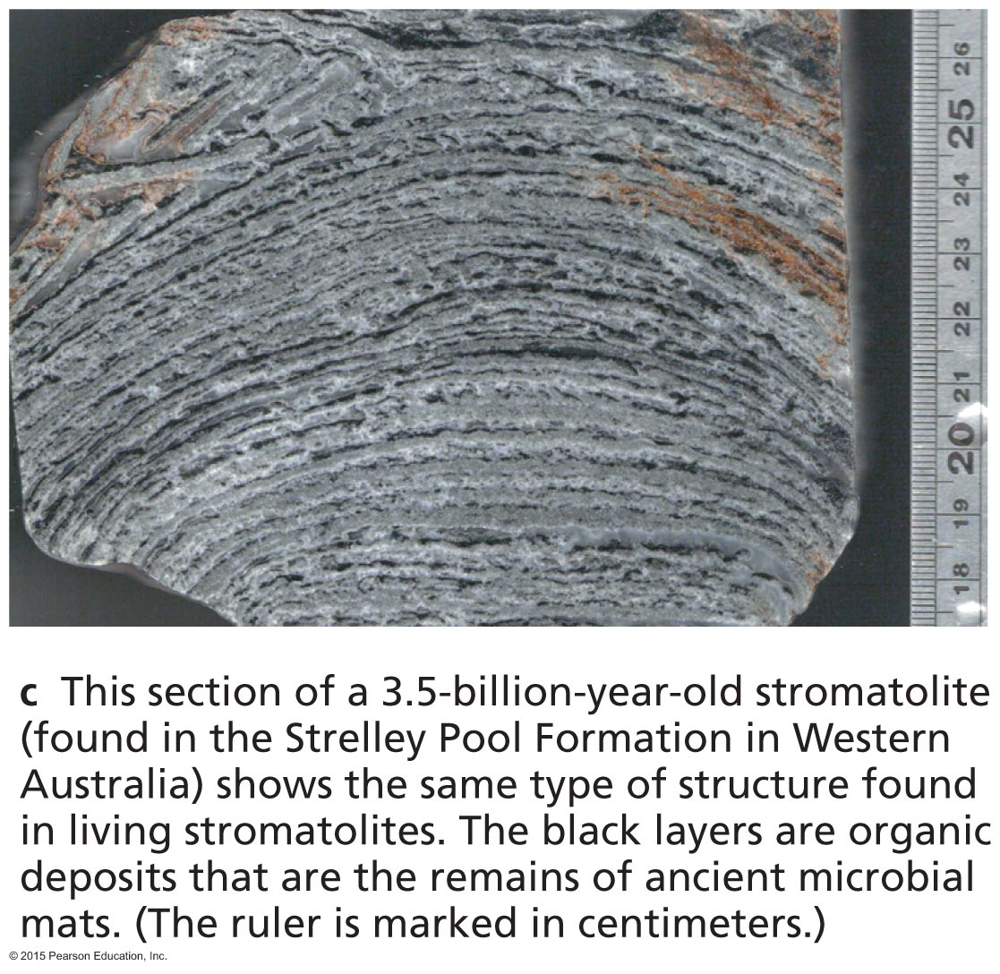 26
25
24
23
22
21
20
19
18
c This section of a 3.5-billion-year-old stromatolite
(found in the Strelley Pool Formation in Western
Australia) shows the same type of structure found
in living stromatolites. The black layers are organic
deposits that are the remains of ancient microbial
mats. (The ruler is marked in centimeters.)
© 2015 Pearson Education, Inc.